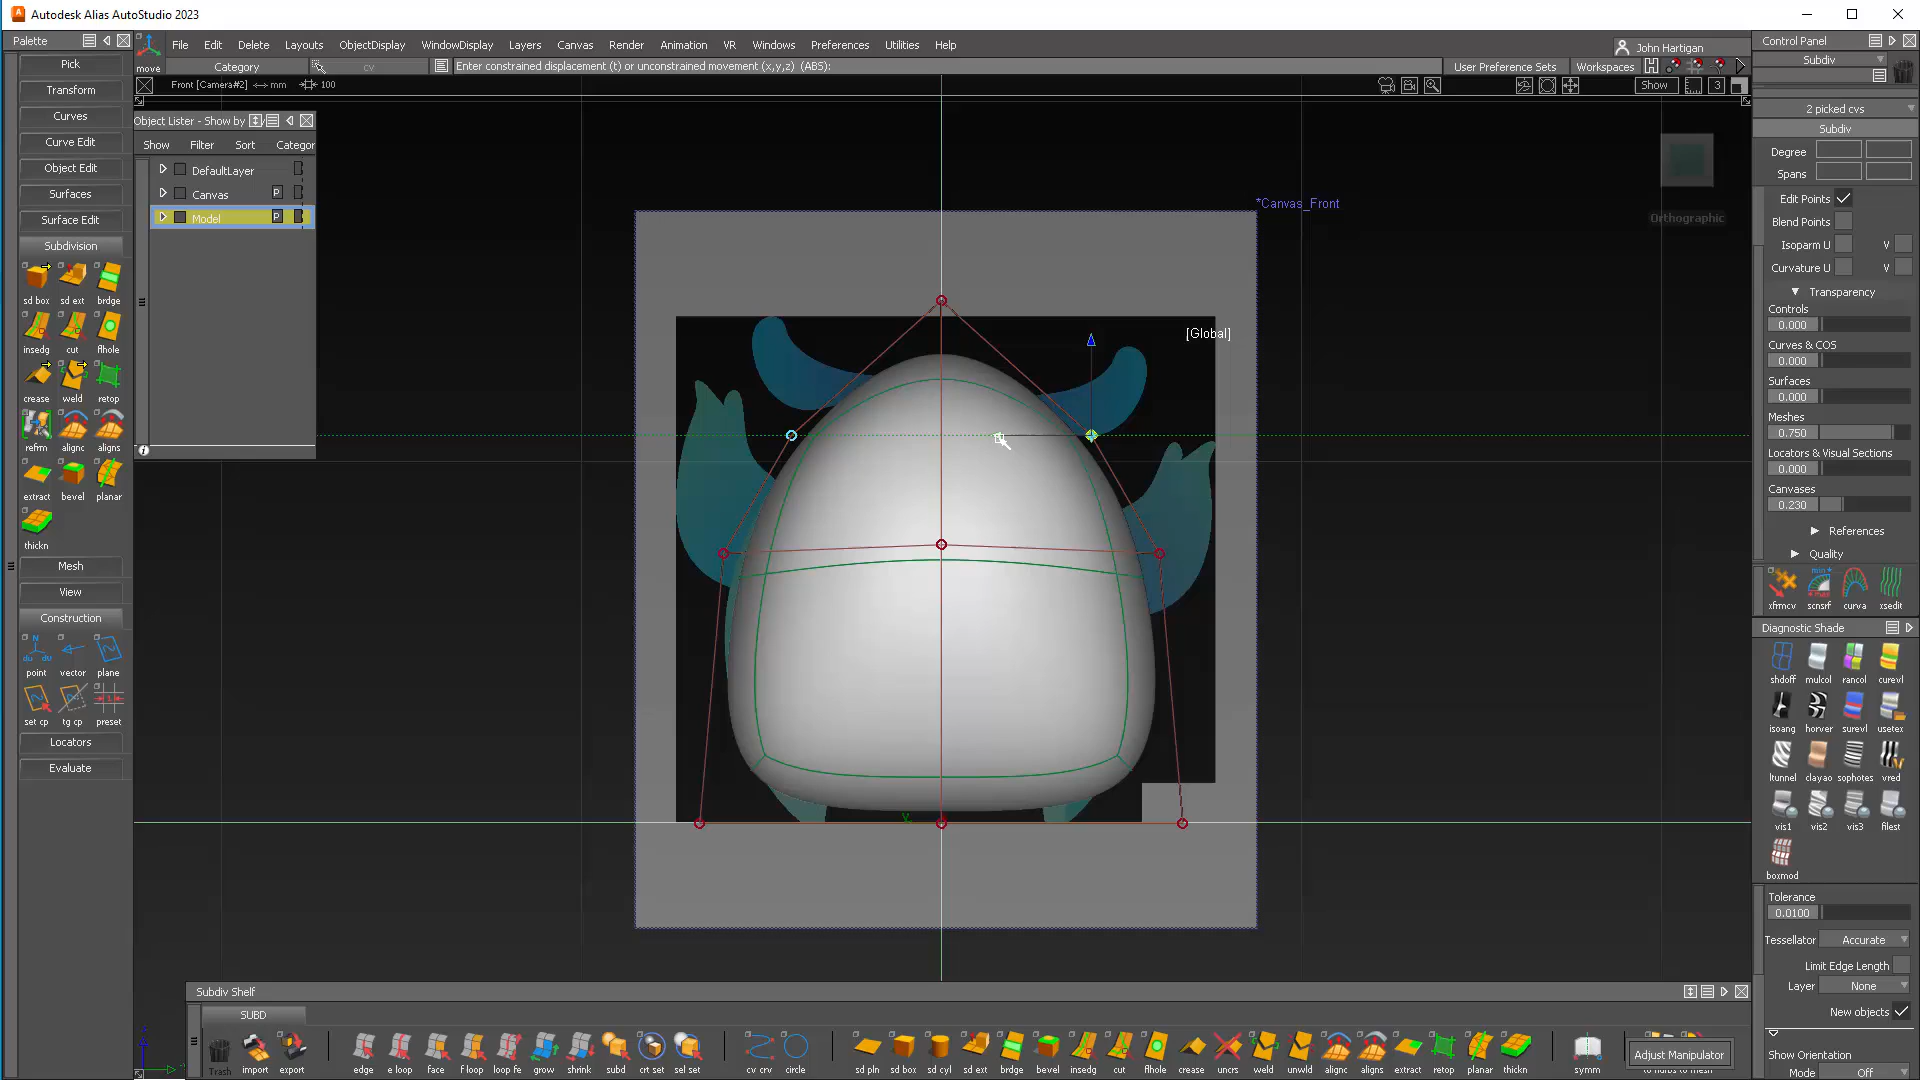 Autodesk Alias AutoStudio 2023
Palette
File Edit Delete Layouts ObjectDisplay WindowDisplay Layers Canvas Render Animation VR Windows Preferences Utilities Help
John Hartigan
Control Panel
move
Category
cv
Enter constrained displacement (t) or unconstrained movement (x,y,z) (ABS):
User Preference Sets
Workspaces
Subdiv
Front [Camera#2] <-> mm
100
Show
3
Pick
Transform
Curves
Curve Edit
Object Edit
Surfaces
Surface Edit
Subdivision
sd box sd ext brdge
insedg cut flhole
crease weld retop
refrm alignc aligns
extract bevel planar
thickn
Mesh
View
Construction
point vector plane
set cp tg cp preset
Locators
Evaluate
Object Lister - Show by
Show Filter Sort Categor
DefaultLayer
Canvas P
Model P
*Canvas_Front
[Global]
Orthographic
2 picked cvs
Subdiv
Degree
Spans
Edit Points
Blend Points
Isoparm U V
Curvature U V
Transparency
Controls
0.000
Curves & COS
0.000
Surfaces
0.000
Meshes
0.750
Locators & Visual Sections
0.000
Canvases
0.230
References
Quality
xfrmcv scnsrf curva xsedit
Diagnostic Shade
shdoff mulcol rancol curevl
isoang horver surevl usetex
ltunnel clayao sophotes vred
vis1 vis2 vis3 filest
boxmod
Tolerance
0.0100
Tessellator Accurate
Limit Edge Length
Layer None
New objects
Show Orientation
Mode Off
Subdiv Shelf
SUBD
Trash import export edge e loop face f loop loop fe grow shrink subd crt set sel set cv crv circle sd pln sd box sd cyl sd ext brdge bevel insedg cut flhole crease uncrs weld unwld alignc aligns extract retop planar thickn symm
Adjust Manipulator